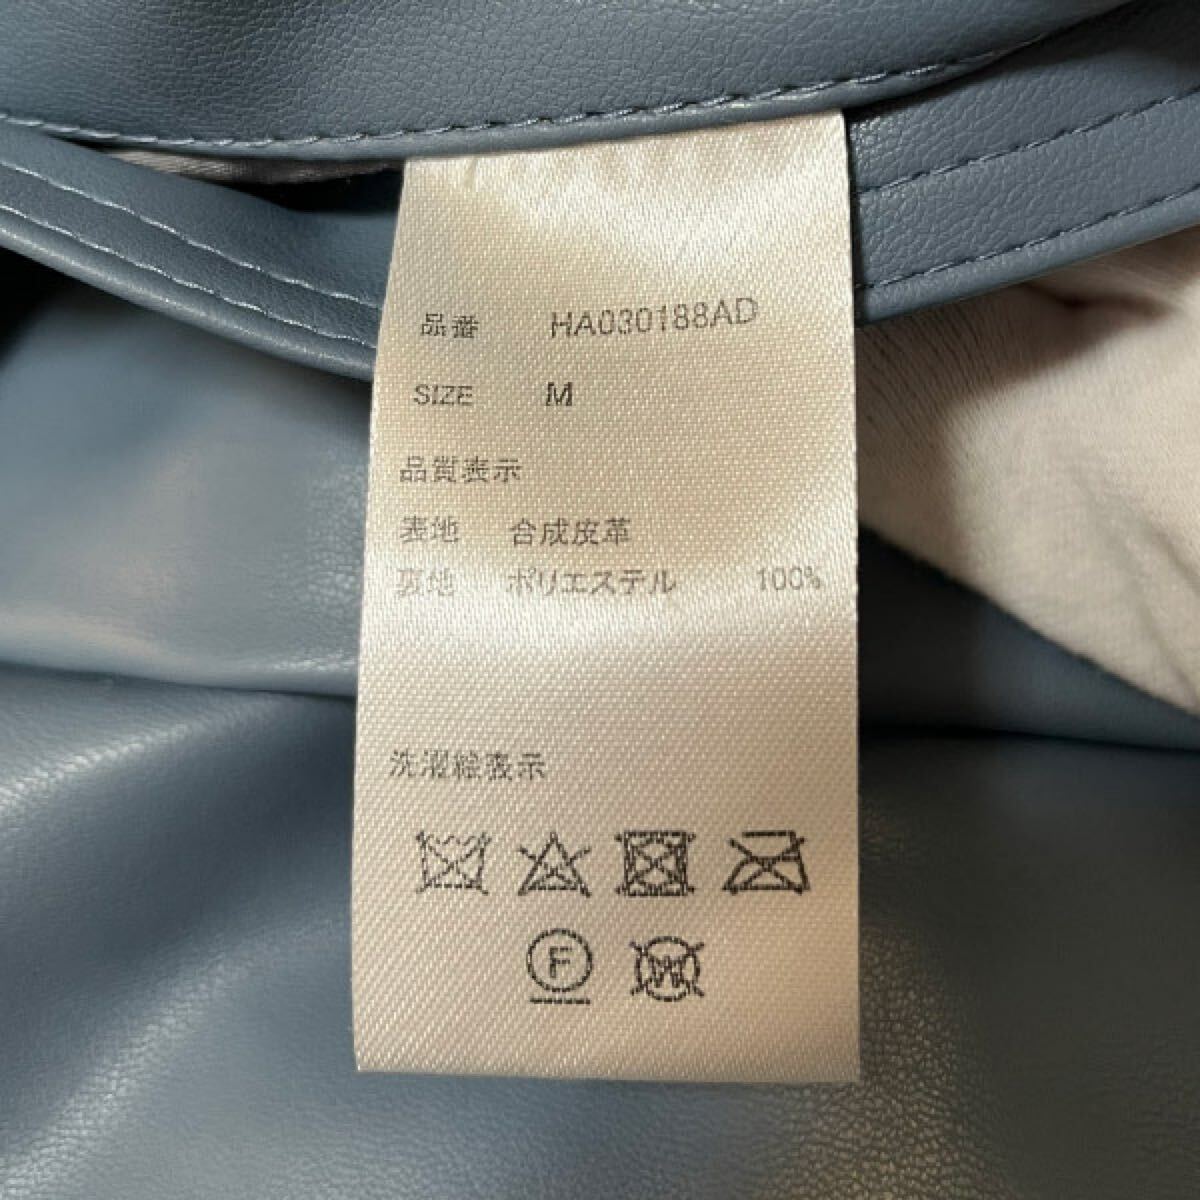 品番 HA030188AD
SIZE M
品質表示
表地 合成皮革
裏地 ポリエステル 100%
洗濯絵表示
F W